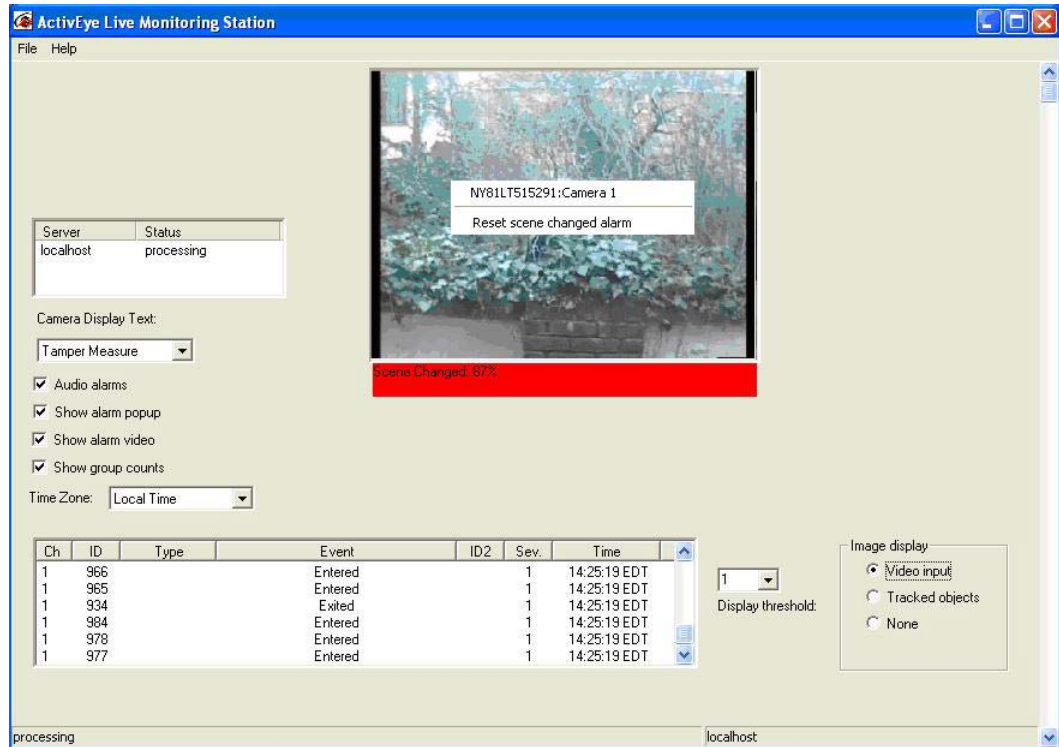 ActivEye Live Monitoring Station
File Help
NY81LT515291:Camera 1
Reset scene changed alarm
Scene Changed: 87%
Server Status
localhost processing
Camera Display Text:
Tamper Measure
Audio alarms
Show alarm popup
Show alarm video
Show group counts
Time Zone: Local Time
Ch ID Type Event ID2 Sev. Time
1 966 Entered 1 14:25:19 EDT
1 965 Entered 1 14:25:19 EDT
1 934 Exited 1 14:25:19 EDT
1 984 Entered 1 14:25:19 EDT
1 978 Entered 1 14:25:19 EDT
1 977 Entered 1 14:25:19 EDT
1
Display threshold:
Image display
Video input
Tracked objects
None
processing localhost